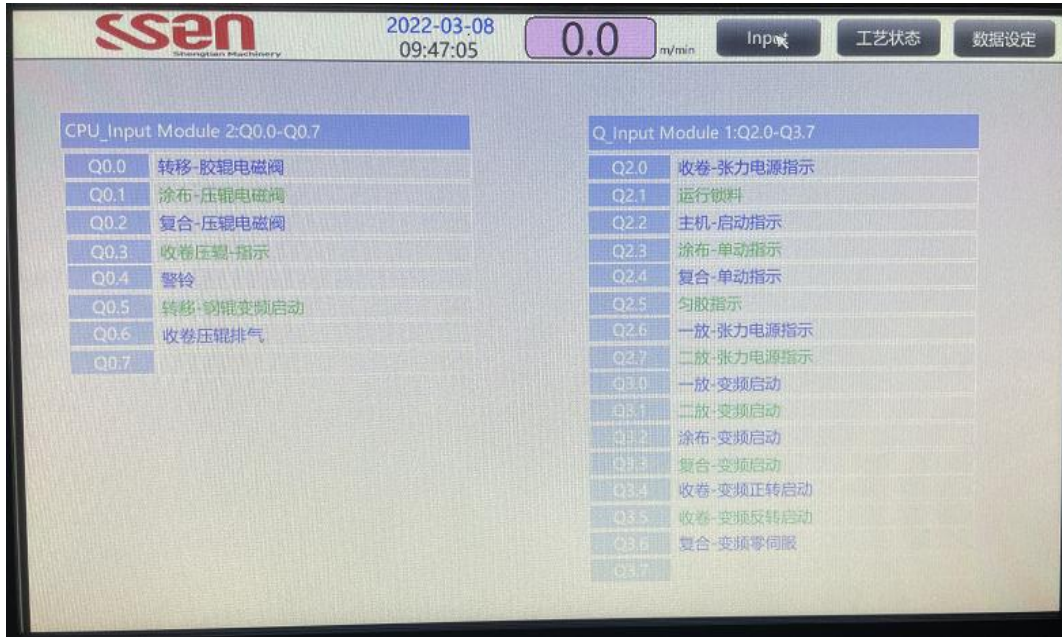 SSEN
Shengtian Machinery
2022-03-08
09:47:05
0.0 m/min
Input
工艺状态
数据设定
CPU_Input Module 2:Q0.0-Q0.7
Q0.0 转移-胶辊电磁阀
Q0.1 涂布-压辊电磁阀
Q0.2 复合-压辊电磁阀
Q0.3 收卷压辊-指示
Q0.4 警铃
Q0.5 转移-钢辊变频启动
Q0.6 收卷压辊排气
Q0.7
Q_Input Module 1:Q2.0-Q3.7
Q2.0 收卷-张力电源指示
Q2.1 运行锁料
Q2.2 主机-启动指示
Q2.3 涂布-单动指示
Q2.4 复合-单动指示
Q2.5 匀胶指示
Q2.6 一放-张力电源指示
Q2.7 二放-张力电源指示
Q3.0 一放-变频启动
Q3.1 二放-变频启动
Q3.2 涂布-变频启动
Q3.3 复合-变频启动
Q3.4 收卷-变频正转启动
Q3.5 收卷-变频反转启动
Q3.6 复合-变频零伺服
Q3.7